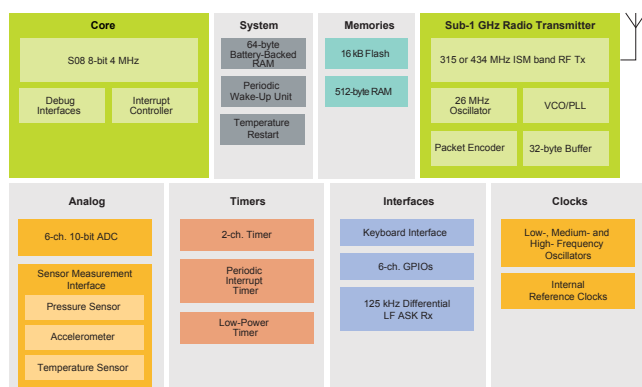 Core
S08 8-bit 4 MHz
Debug
Interfaces
Interrupt
Controller
System
64-byte
Battery-Backed
RAM
Periodic
Wake-Up Unit
Temperature
Restart
Memories
16 kB Flash
512-byte RAM
Sub-1 GHz Radio Transmitter
315 or 434 MHz ISM band RF Tx
26 MHz
Oscillator
VCO/PLL
Packet Encoder
32-byte Buffer
Analog
6-ch. 10-bit ADC
Sensor Measurement
Interface
Pressure Sensor
Accelerometer
Temperature Sensor
Timers
2-ch. Timer
Periodic
Interrupt
Timer
Low-Power
Timer
Interfaces
Keyboard Interface
6-ch. GPIOs
125 kHz Differential
LF ASK Rx
Clocks
Low-, Medium- and
High- Frequency
Oscillators
Internal
Reference Clocks